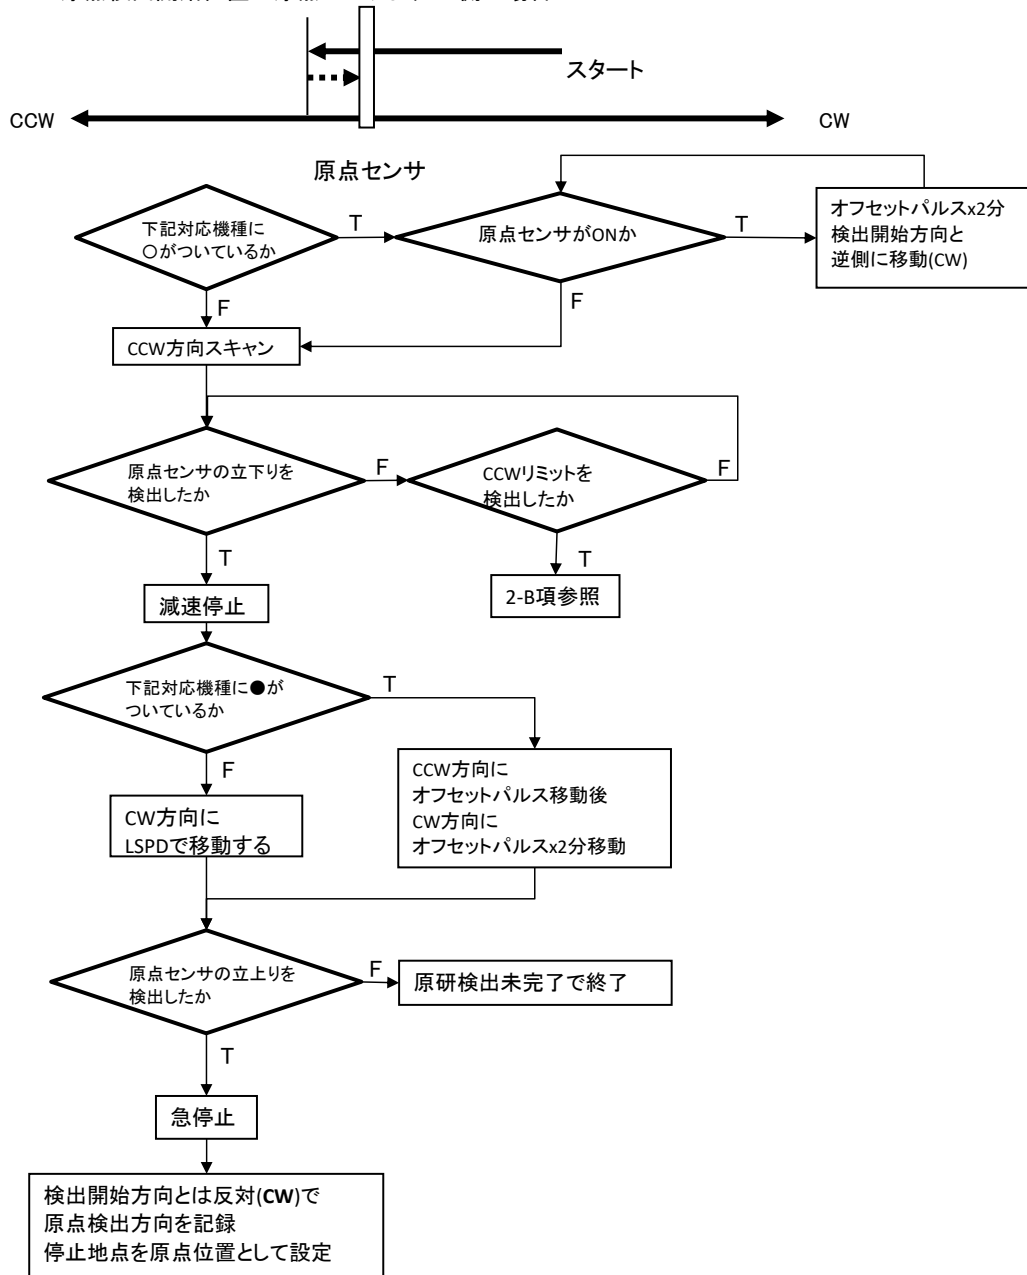 スタート
CCW
CW
原点センサ
下記対応機種に
〇がついているか
T
原点センサがONか
T
オフセットパルスx2分
検出開始方向と
逆側に移動(CW)
F
F
CCW方向スキャン
原点センサの立下りを
検出したか
F
CCWリミットを
検出したか
F
T
T
減速停止
2-B項参照
下記対応機種に●が
ついているか
T
F
CCW方向に
オフセットパルス移動後
CW方向に
オフセットパルスx2分移動
CW方向に
LSPDで移動する
原点センサの立上りを
検出したか
F
原研検出未完了で終了
T
急停止
検出開始方向とは反対(CW)で
原点検出方向を記録
停止地点を原点位置として設定